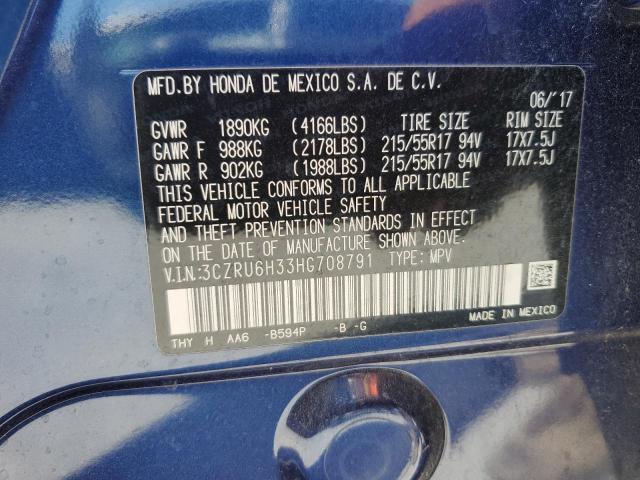 MFD.BY HONDA DE MEXICO S.A. DE C.V.
06/'17
GVWR 1890KG (4166LBS) TIRE SIZE RIM SIZE
GAWR F 988KG (2178LBS) 215/55R17 94V 17X7.5J
GAWR R 902KG (1988LBS) 215/55R17 94V 17X7.5J
THIS VEHICLE CONFORMS TO ALL APPLICABLE
FEDERAL MOTOR VEHICLE SAFETY
AND THEFT PREVENTION STANDARDS IN EFFECT
ON THE DATE OF MANUFACTURE SHOWN ABOVE.
V.I.N:3CZRU6H33HG708791 TYPE: MPV
THY H AA6 -B594P -B -G
MADE IN MEXICO